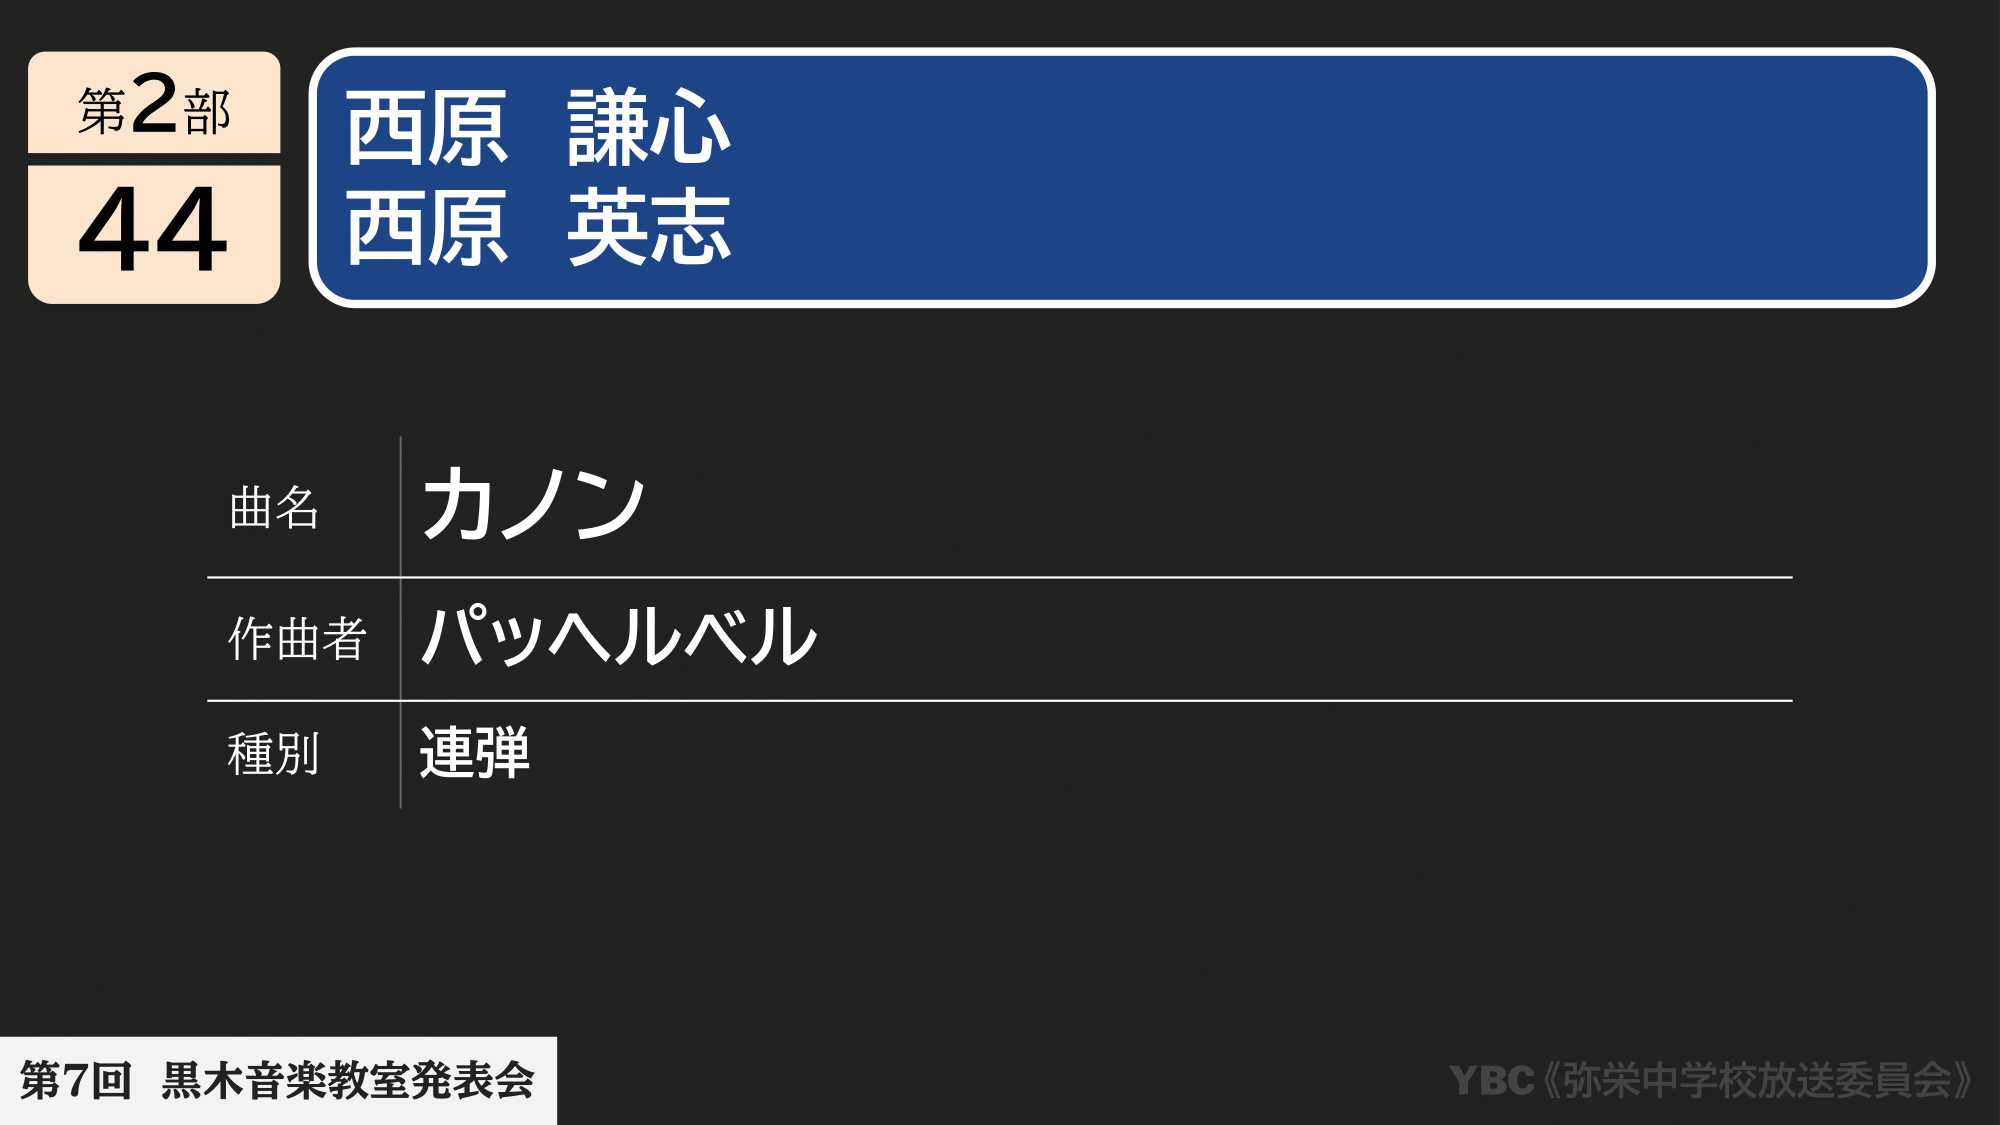 第2部
44
西原 謙心
西原 英志
曲名 カノン
作曲者 パッヘルベル
種別 連弾
第7回 黒木音楽教室発表会
YBC《弥栄中学校放送委員会》